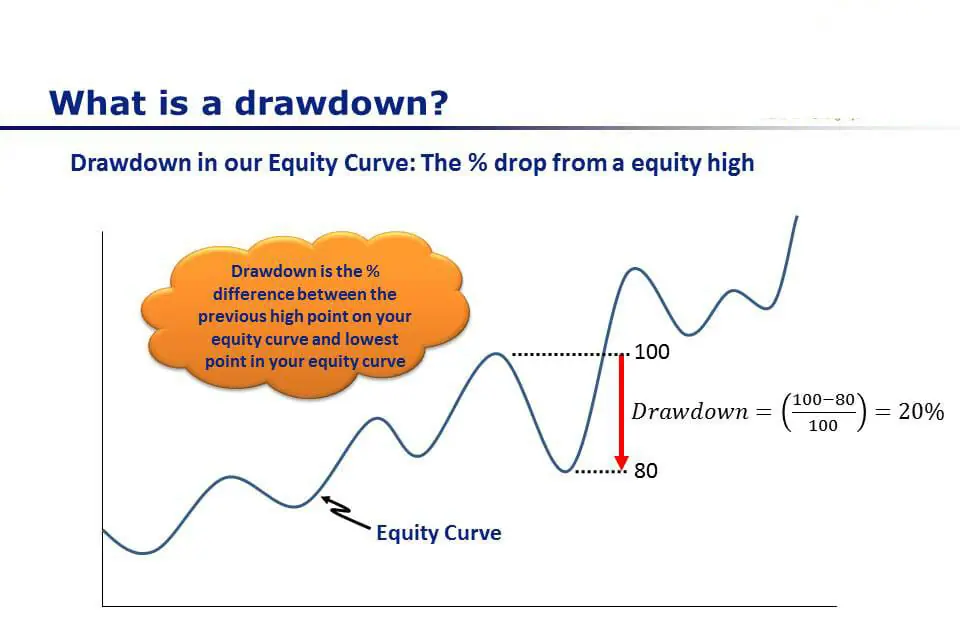 What is a drawdown?
Drawdown in our Equity Curve: The % drop from a equity high
Drawdown is the %
difference between the
previous high point on your
equity curve and lowest
point in your equity curve
100
Drawdown = (100−80/100) = 20%
80
Equity Curve